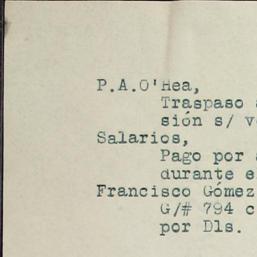 P.A.O'Hea,
Traspaso
sión s/ v
Salarios,
Pago por
durante e
Francisco Gómez
G/# 794 c
por Dls.